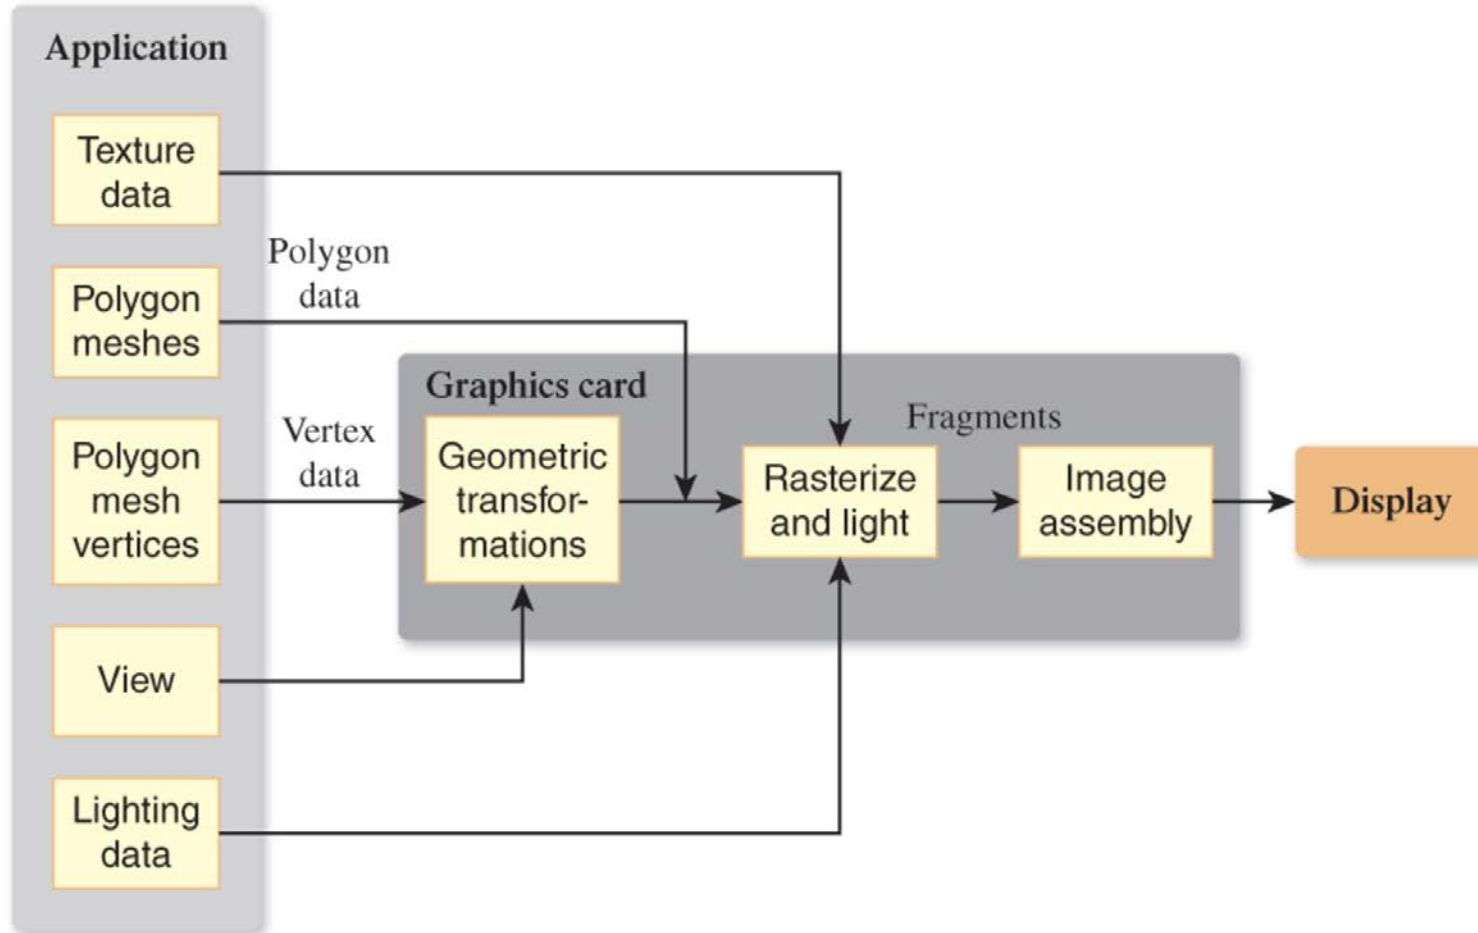 Application
Texture
data
Polygon
data
Polygon
meshes
Graphics card
Vertex
data
Polygon
mesh
vertices
Geometric
transfor-
mations
Fragments
Rasterize
and light
Image
assembly
Display
View
Lighting
data